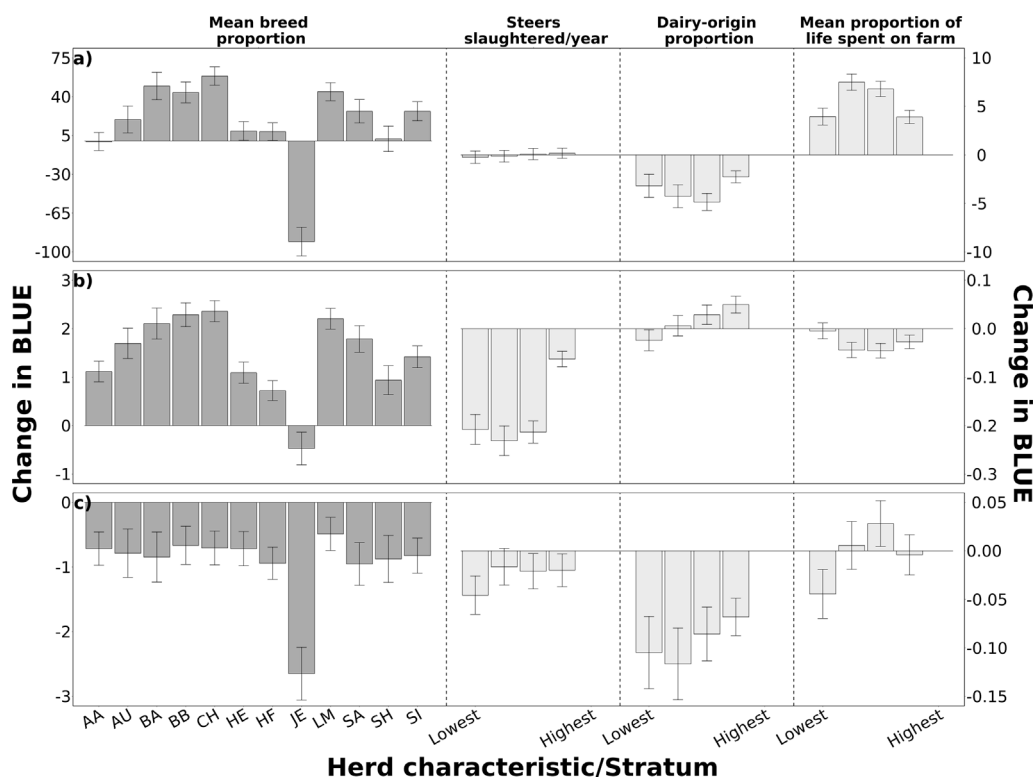 Mean breed
proportion
Steers
slaughtered/year
Dairy-origin
proportion
Mean proportion of
life spent on farm
a)
75
40
5
-30
-65
-100
10
5
0
-5
-10
b)
3
2
1
0
-1
0.1
0.0
-0.1
-0.2
-0.3
c)
0
-1
-2
-3
0.05
0.00
-0.05
-0.10
-0.15
Change in BLUE
Change in BLUE
AA AU BA BB CH HE HF JE LM SA SH SI
Lowest Highest Lowest Highest
Herd characteristic/Stratum